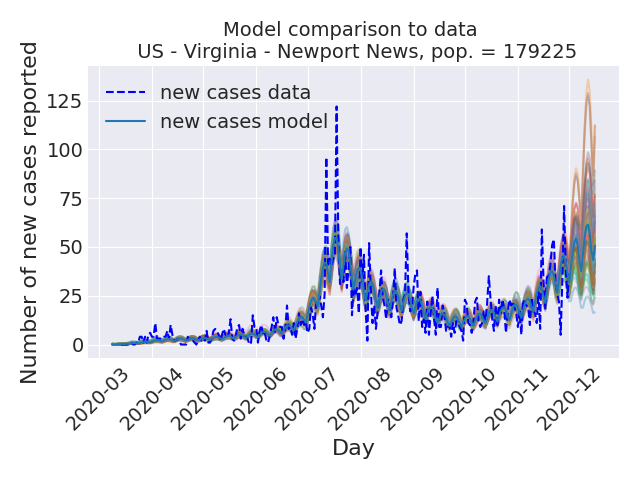 Model comparison to data
US - Virginia - Newport News, pop. = 179225
Number of new cases reported
125
100
75
50
25
0
new cases data
new cases model
2020-03
2020-04
2020-05
2020-06
2020-07
2020-08
2020-09
2020-10
2020-11
2020-12
Day